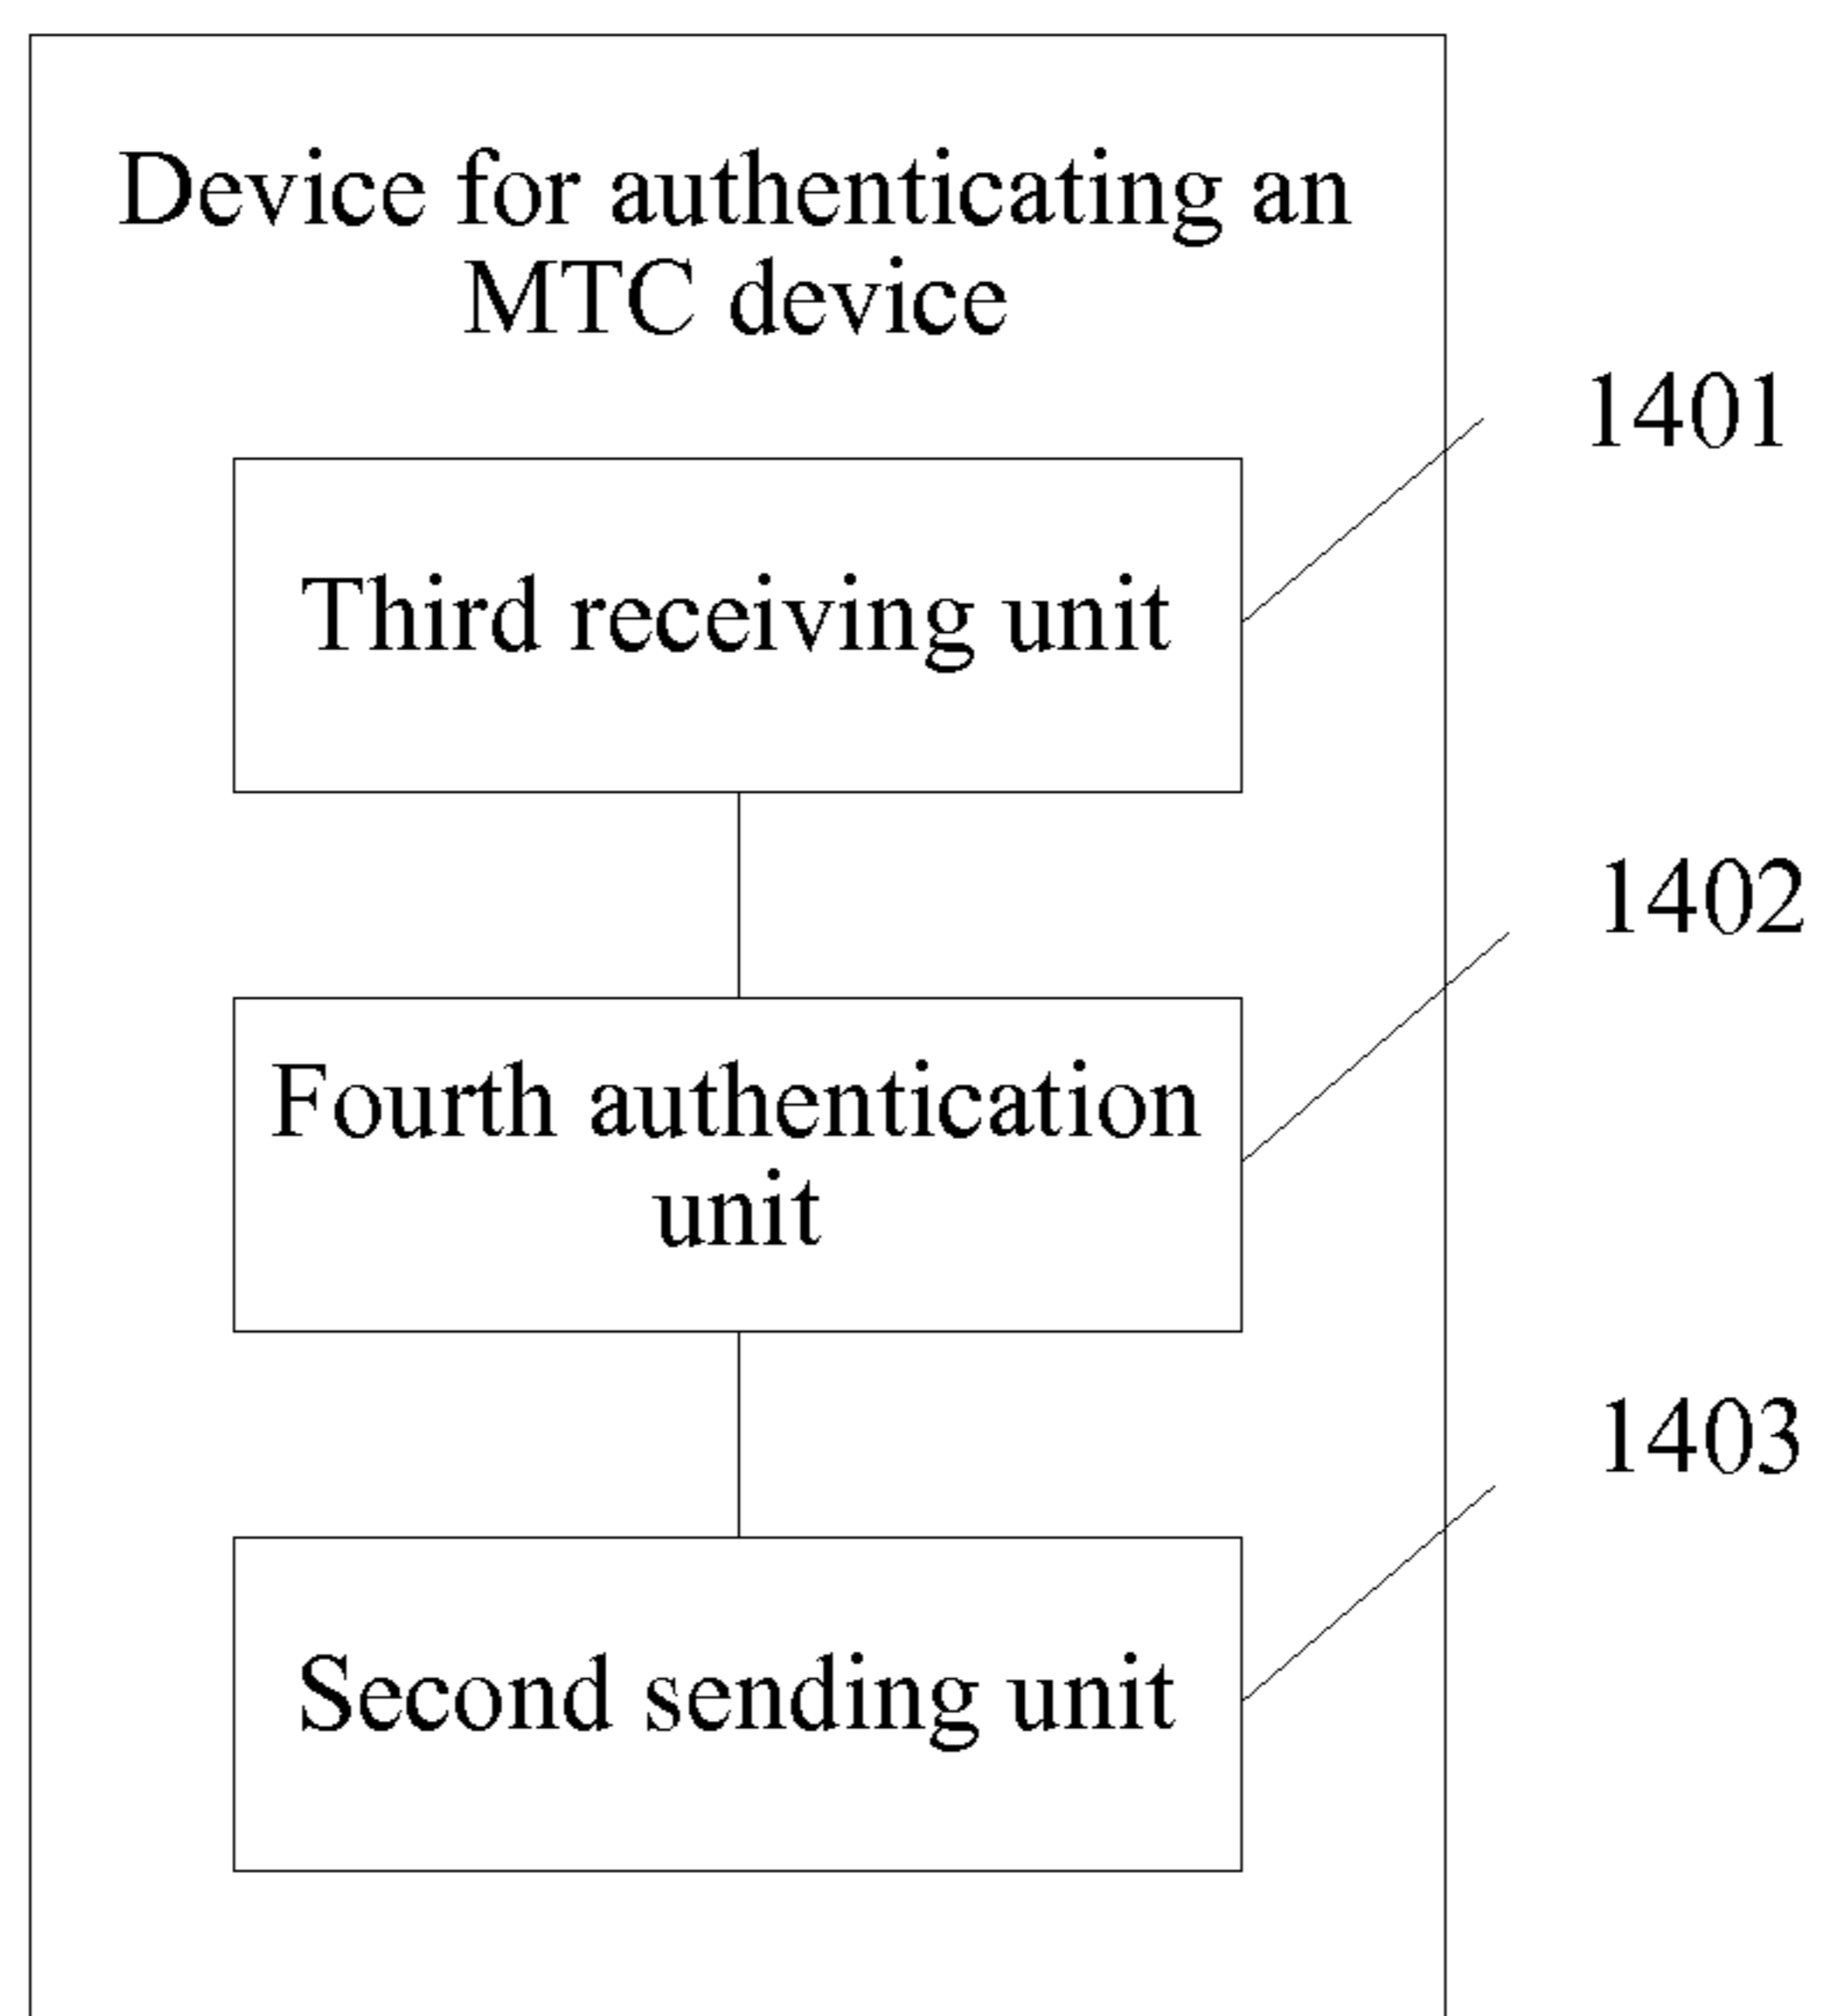 Device for authenticating an
MTC device
1401
Third receiving unit
1402
Fourth authentication
unit
1403
Second sending unit